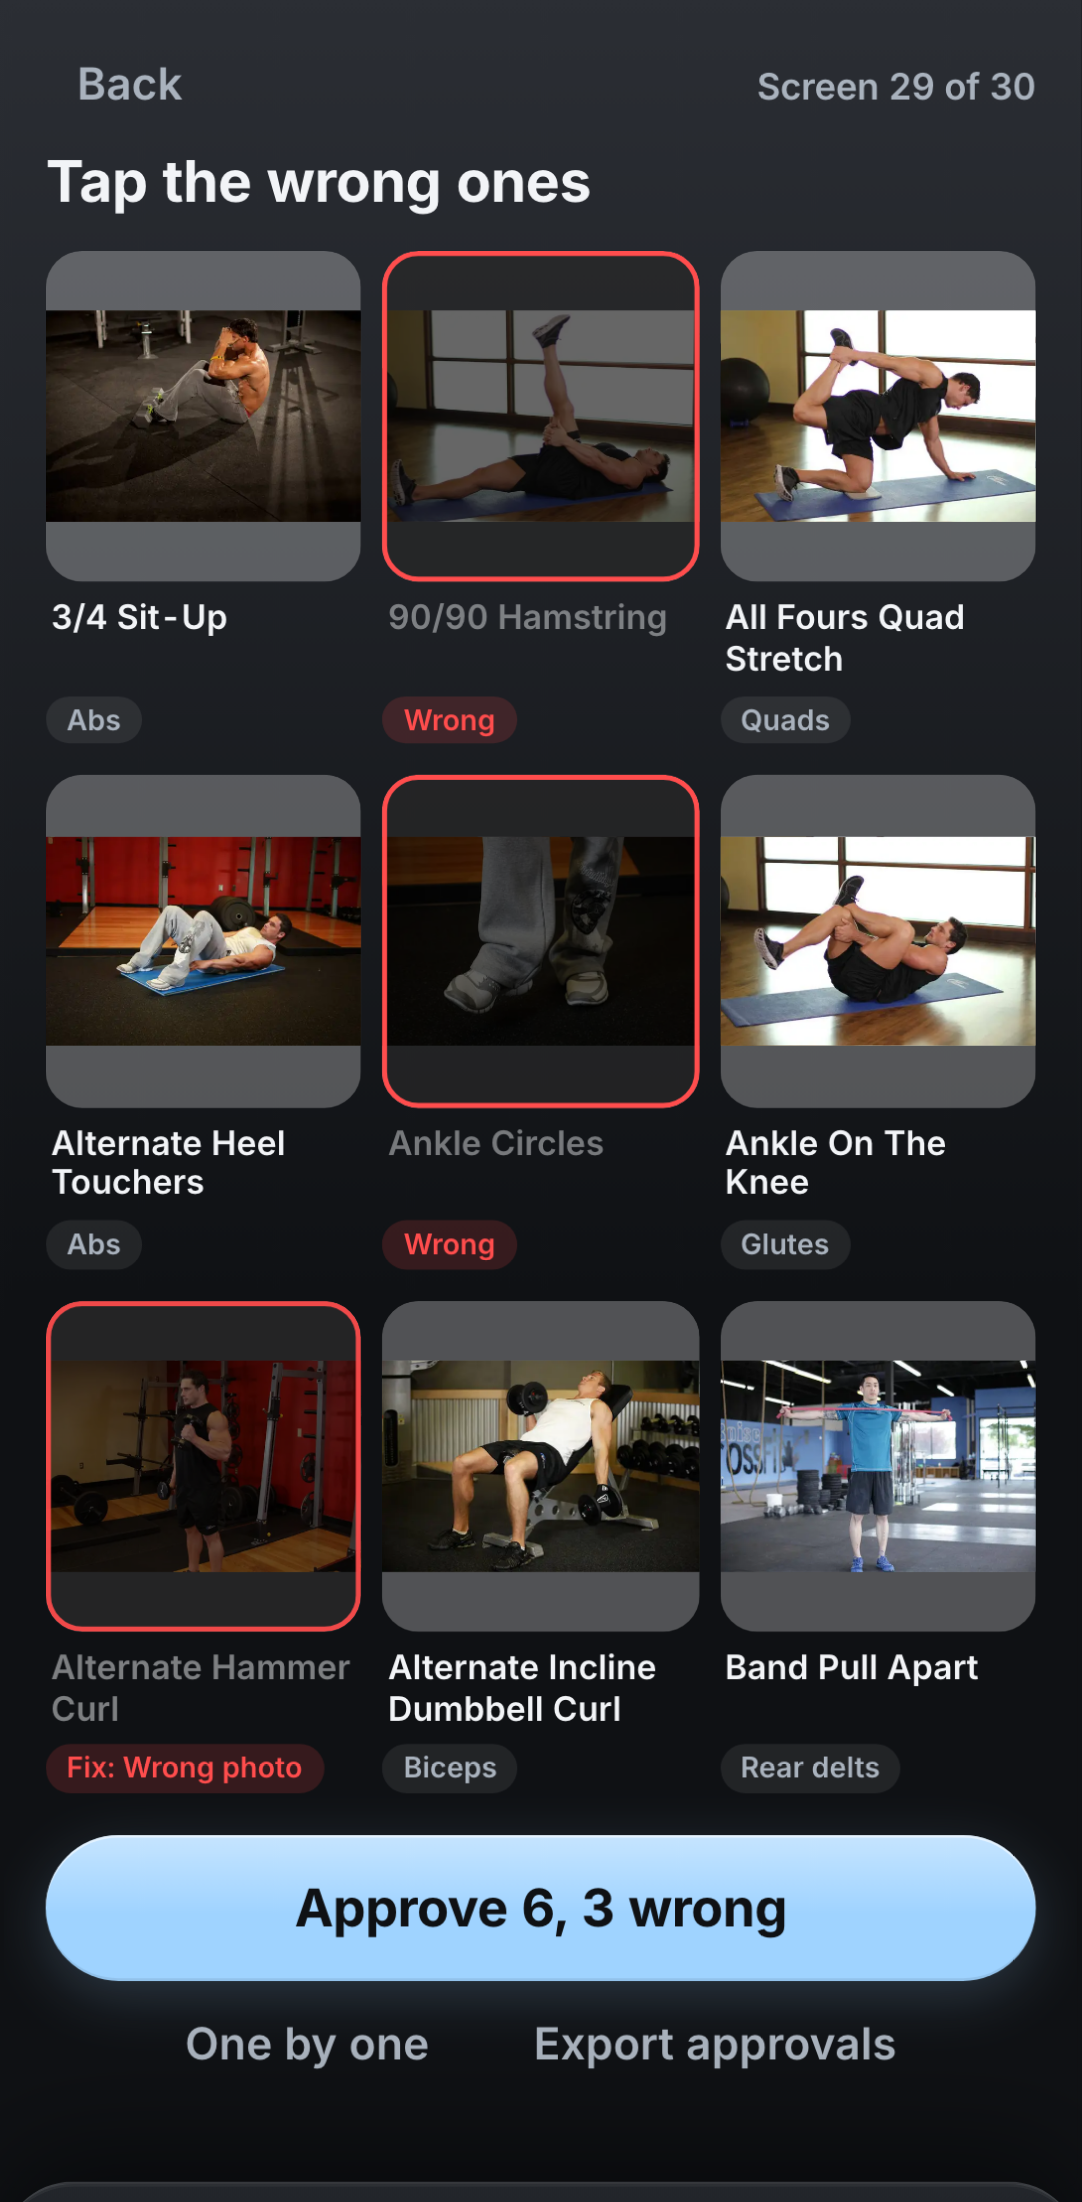 Back
Screen 29 of 30
Tap the wrong ones
3/4 Sit-Up
90/90 Hamstring
All Fours Quad
Stretch
Abs
Wrong
Quads
Alternate Heel
Touchers
Ankle Circles
Ankle On The
Knee
Abs
Wrong
Glutes
Alternate Hammer
Curl
Alternate Incline
Dumbbell Curl
Band Pull Apart
Fix: Wrong photo
Biceps
Rear delts
Approve 6, 3 wrong
One by one
Export approvals